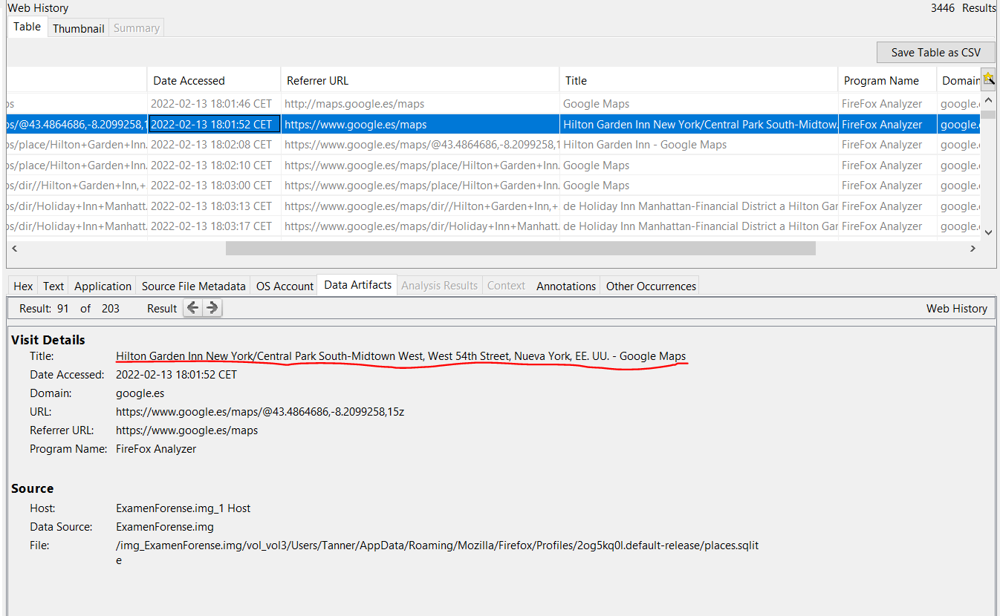 Web History 3446 Results
Table Thumbnail Summary
Save Table as CSV
Date Accessed Referrer URL Title Program Name Domain
ps 2022-02-13 18:01:46 CET http://maps.google.es/maps Google Maps FireFox Analyzer google.
os/@43.4864686,-8.2099258,1 2022-02-13 18:01:52 CET https://www.google.es/maps Hilton Garden Inn New York/Central Park South-Midtow. FireFox Analyzer google.
ps/place/Hilton+Garden+Inn. 2022-02-13 18:02:08 CET https://www.google.es/maps/@43.4864686,-8.2099258,1 Hilton Garden Inn - Google Maps FireFox Analyzer google.
ps/place/Hilton+Garden+Inn. 2022-02-13 18:02:10 CET https://www.google.es/maps/place/Hilton+Garden+Inn. Google Maps FireFox Analyzer google.
ps/dir//Hilton+Garden+Inn,+ 2022-02-13 18:03:00 CET https://www.google.es/maps/place/Hilton+Garden+Inn. Google Maps FireFox Analyzer google.
ps/dir/Holiday+Inn+Manhatt. 2022-02-13 18:03:13 CET https://www.google.es/maps/dir//Hilton+Garden+Inn,+ de Holiday Inn Manhattan-Financial District a Hilton Gar FireFox Analyzer google.
ps/dir/Holiday+Inn+Manhatt. 2022-02-13 18:03:17 CET https://www.google.es/maps/dir/Holiday+Inn+Manhatt. de Holiday Inn Manhattan-Financial District a Hilton Gar FireFox Analyzer google.
Hex Text Application Source File Metadata OS Account Data Artifacts Analysis Results Context Annotations Other Occurrences
Result: 91 of 203 Result Web History
Visit Details
Title: Hilton Garden Inn New York/Central Park South-Midtown West, West 54th Street, Nueva York, EE. UU. - Google Maps
Date Accessed: 2022-02-13 18:01:52 CET
Domain: google.es
URL: https://www.google.es/maps/@43.4864686,-8.2099258,15z
Referrer URL: https://www.google.es/maps
Program Name: FireFox Analyzer
Source
Host: ExamenForense.img_1 Host
Data Source: ExamenForense.img
File: /img_ExamenForense.img/vol_vol3/Users/Tanner/AppData/Roaming/Mozilla/Firefox/Profiles/2og5kq0l.default-release/places.sqlit
e